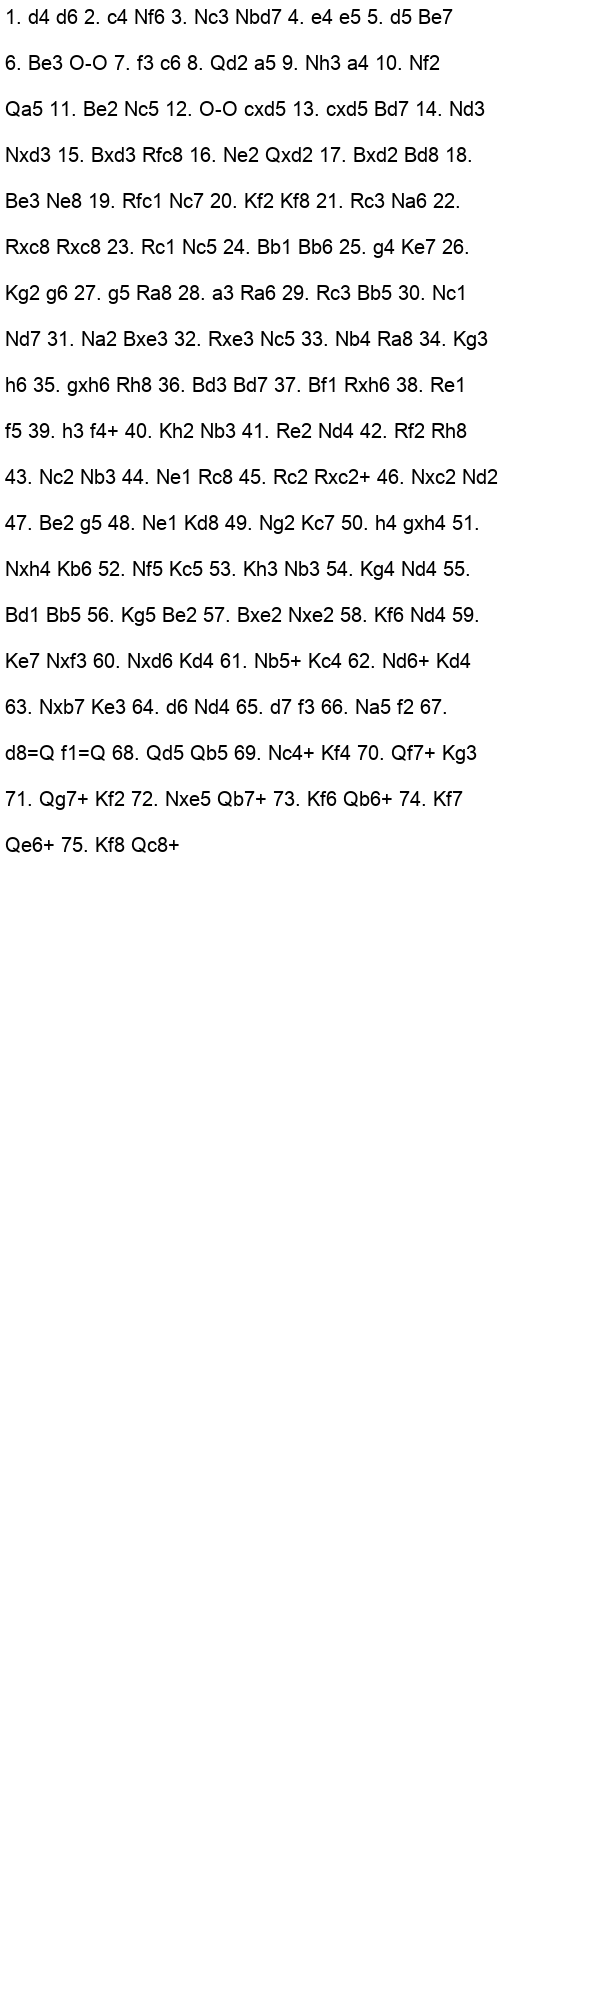 1. d4 d6 2. c4 Nf6 3. Nc3 Nbd7 4. e4 e5 5. d5 Be7
6. Be3 O-O 7. f3 c6 8. Qd2 a5 9. Nh3 a4 10. Nf2
Qa5 11. Be2 Nc5 12. O-O cxd5 13. cxd5 Bd7 14. Nd3
Nxd3 15. Bxd3 Rfc8 16. Ne2 Qxd2 17. Bxd2 Bd8 18.
Be3 Ne8 19. Rfc1 Nc7 20. Kf2 Kf8 21. Rc3 Na6 22.
Rxc8 Rxc8 23. Rc1 Nc5 24. Bb1 Bb6 25. g4 Ke7 26.
Kg2 g6 27. g5 Ra8 28. a3 Ra6 29. Rc3 Bb5 30. Nc1
Nd7 31. Na2 Bxe3 32. Rxe3 Nc5 33. Nb4 Ra8 34. Kg3
h6 35. gxh6 Rh8 36. Bd3 Bd7 37. Bf1 Rxh6 38. Re1
f5 39. h3 f4+ 40. Kh2 Nb3 41. Re2 Nd4 42. Rf2 Rh8
43. Nc2 Nb3 44. Ne1 Rc8 45. Rc2 Rxc2+ 46. Nxc2 Nd2
47. Be2 g5 48. Ne1 Kd8 49. Ng2 Kc7 50. h4 gxh4 51.
Nxh4 Kb6 52. Nf5 Kc5 53. Kh3 Nb3 54. Kg4 Nd4 55.
Bd1 Bb5 56. Kg5 Be2 57. Bxe2 Nxe2 58. Kf6 Nd4 59.
Ke7 Nxf3 60. Nxd6 Kd4 61. Nb5+ Kc4 62. Nd6+ Kd4
63. Nxb7 Ke3 64. d6 Nd4 65. d7 f3 66. Na5 f2 67.
d8=Q f1=Q 68. Qd5 Qb5 69. Nc4+ Kf4 70. Qf7+ Kg3
71. Qg7+ Kf2 72. Nxe5 Qb7+ 73. Kf6 Qb6+ 74. Kf7
Qe6+ 75. Kf8 Qc8+